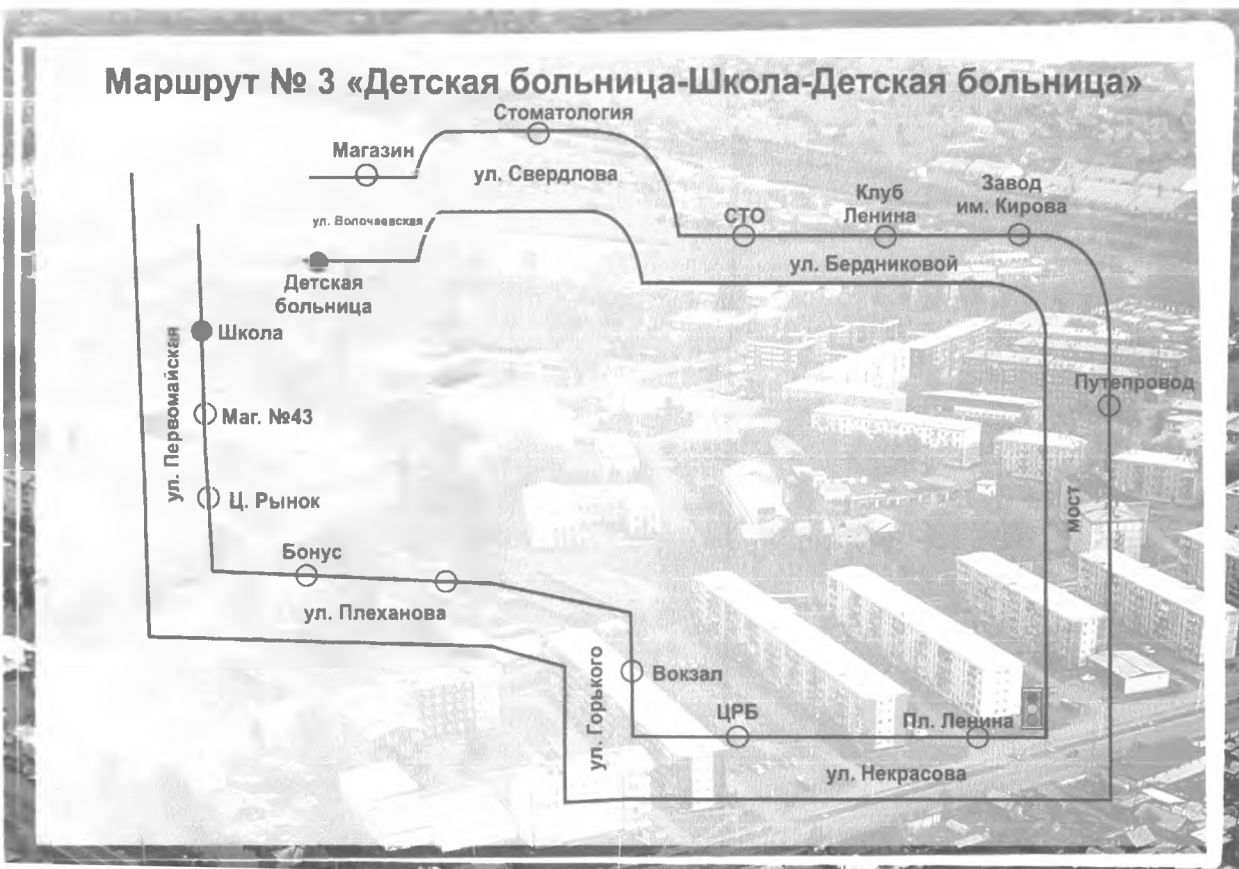 Маршрут № 3 «Детская больница-Школа-Детская больница»
Стоматология
Магазин
ул. Свердлова
Завод
им. Кирова
Клуб
Ленина
СТО
ул. Волочаевская
ул. Бердниковой
Детская
больница
Школа
ул. Первомайская
Путепровод
Маг. №43
Ц. Рынок
мост
Бонус
ул. Плеханова
Вокзал
ул. Горького
ЦРБ
Пл. Ленина
ул. Некрасова